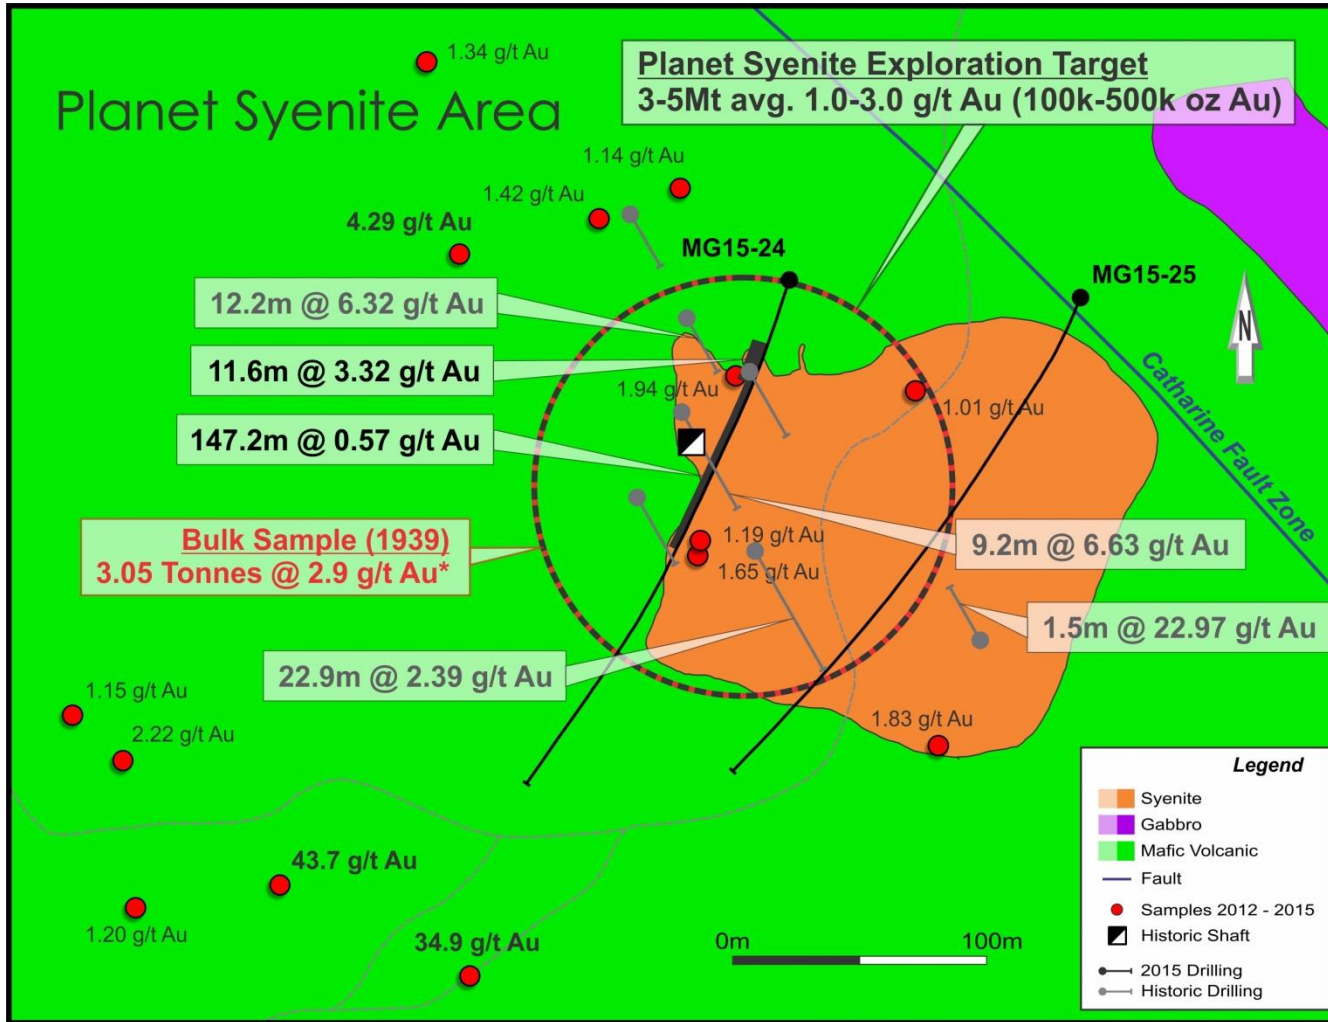 Planet Syenite Area
1.34 g/t Au
Planet Syenite Exploration Target
3-5Mt avg. 1.0-3.0 g/t Au (100k-500k oz Au)
1.14 g/t Au
1.42 g/t Au
4.29 g/t Au
MG15-24
MG15-25
N
12.2m @ 6.32 g/t Au
11.6m @ 3.32 g/t Au
147.2m @ 0.57 g/t Au
1.94 g/t Au
1.01 g/t Au
Catharine Fault Zone
Bulk Sample (1939)
3.05 Tonnes @ 2.9 g/t Au*
1.19 g/t Au
1.65 g/t Au
9.2m @ 6.63 g/t Au
1.5m @ 22.97 g/t Au
22.9m @ 2.39 g/t Au
1.15 g/t Au
2.22 g/t Au
1.83 g/t Au
43.7 g/t Au
1.20 g/t Au
34.9 g/t Au
0m
100m
Legend
Syenite
Gabbro
Mafic Volcanic
Fault
Samples 2012 - 2015
Historic Shaft
2015 Drilling
Historic Drilling